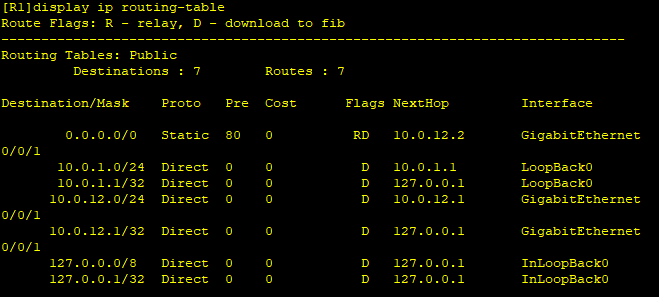 [R1]display ip routing-table
Route Flags: R - relay, D - download to fib
------------------------------------------------------------------------------
Routing Tables: Public
         Destinations : 7        Routes : 7

Destination/Mask    Proto   Pre  Cost      Flags NextHop         Interface

        0.0.0.0/0   Static  80   0          RD   10.0.12.2       GigabitEthernet
0/0/1
       10.0.1.0/24  Direct  0    0           D   10.0.1.1        LoopBack0
       10.0.1.1/32  Direct  0    0           D   127.0.0.1       LoopBack0
      10.0.12.0/24  Direct  0    0           D   10.0.12.1       GigabitEthernet
0/0/1
      10.0.12.1/32  Direct  0    0           D   127.0.0.1       GigabitEthernet
0/0/1
      127.0.0.0/8   Direct  0    0           D   127.0.0.1       InLoopBack0
      127.0.0.1/32  Direct  0    0           D   127.0.0.1       InLoopBack0